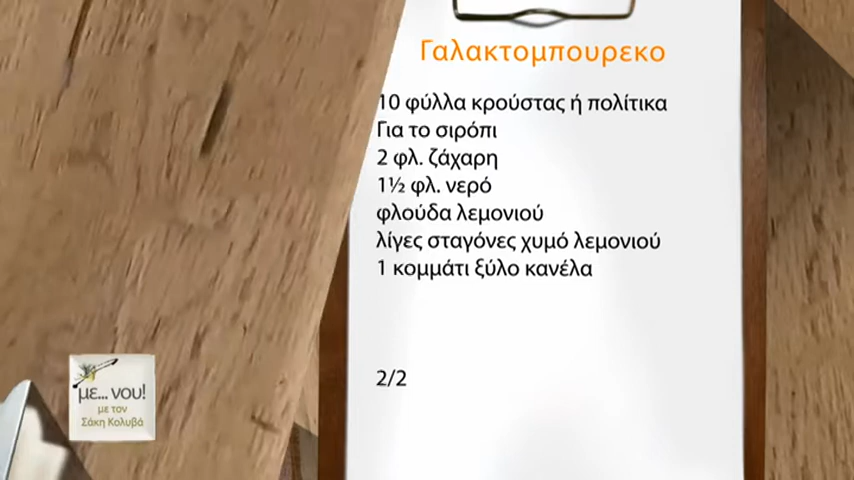 Γαλακτομπουρεκο
10 φύλλα κρούστας ή πολίτικα
Για το σιρόπι
2 φλ. ζάχαρη
1½ φλ. νερό
φλούδα λεμονιού
λίγες σταγόνες χυμό λεμονιού
1 κομμάτι ξύλο κανέλα
2/2
με... νου!
με τον
Σάκη Κολυβά